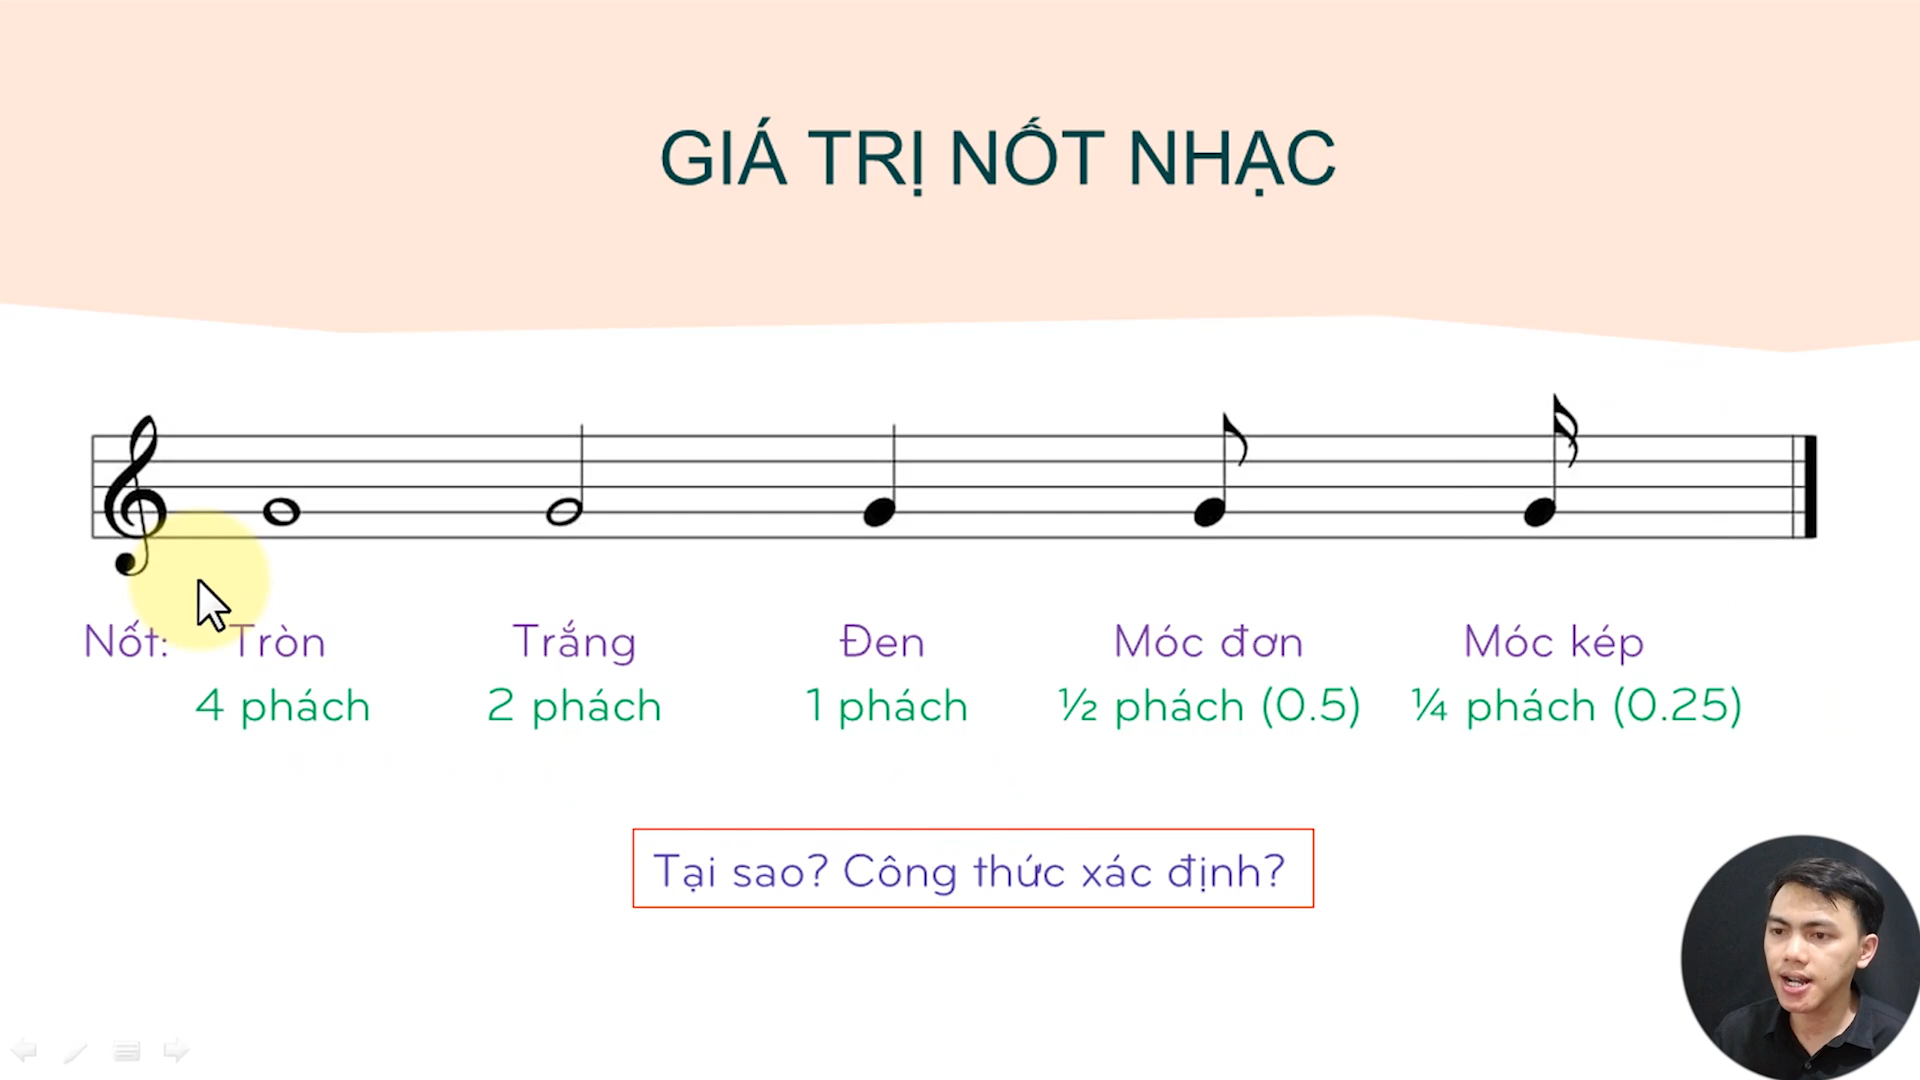 GIÁ TRỊ NỐT NHẠC
Nốt: Tròn Trắng Đen Móc đơn Móc kép
4 phách 2 phách 1 phách ½ phách (0.5) ¼ phách (0.25)
Tại sao? Công thức xác định?